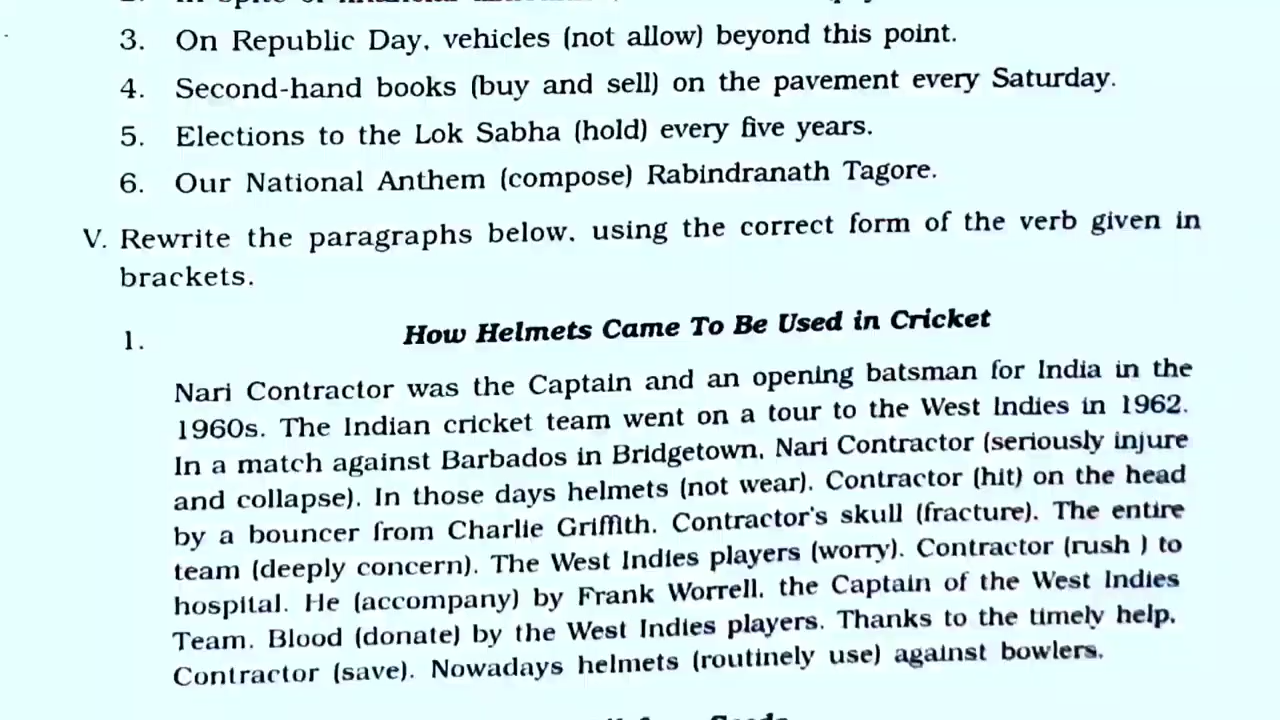 3. On Republic Day, vehicles (not allow) beyond this point.
4. Second-hand books (buy and sell) on the pavement every Saturday.
5. Elections to the Lok Sabha (hold) every five years.
6. Our National Anthem (compose) Rabindranath Tagore.
V. Rewrite the paragraphs below, using the correct form of the verb given in
brackets.
1. How Helmets Came To Be Used in Cricket
Nari Contractor was the Captain and an opening batsman for India in the
1960s. The Indian cricket team went on a tour to the West Indies in 1962.
In a match against Barbados in Bridgetown, Nari Contractor (seriously injure
and collapse). In those days helmets (not wear). Contractor (hit) on the head
by a bouncer from Charlie Griffith. Contractor's skull (fracture). The entire
team (deeply concern). The West Indies players (worry). Contractor (rush ) to
hospital. He (accompany) by Frank Worrell, the Captain of the West Indies
Team. Blood (donate) by the West Indies players. Thanks to the timely help,
Contractor (save). Nowadays helmets (routinely use) against bowlers.